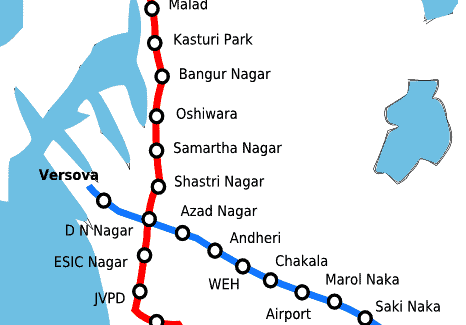 Malad
Kasturi Park
Bangur Nagar
Oshiwara
Samartha Nagar
Versova
Shastri Nagar
Azad Nagar
D N Nagar
Andheri
ESIC Nagar
Chakala
WEH
Marol Naka
JVPD
Saki Naka
Airport